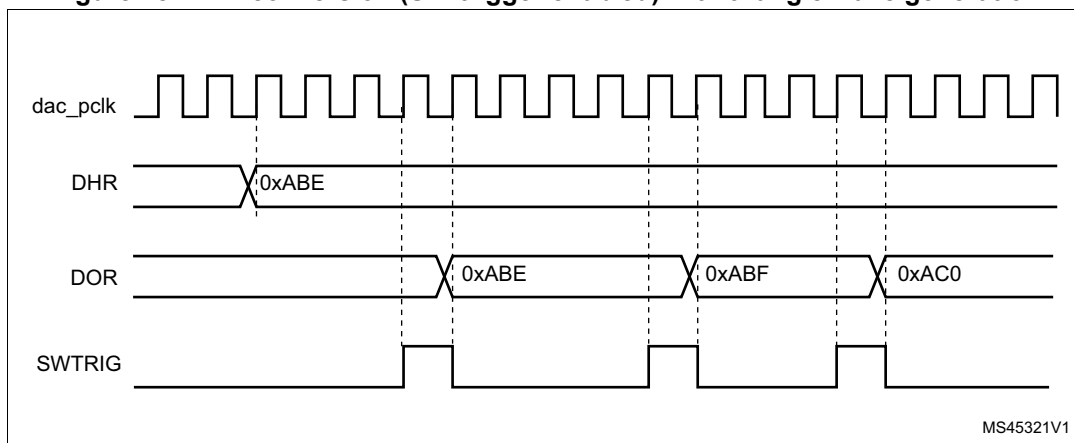 dac_pclk
DHR
0xABE
DOR
0xABE
0xABF
0xAC0
SWTRIG
MS45321V1